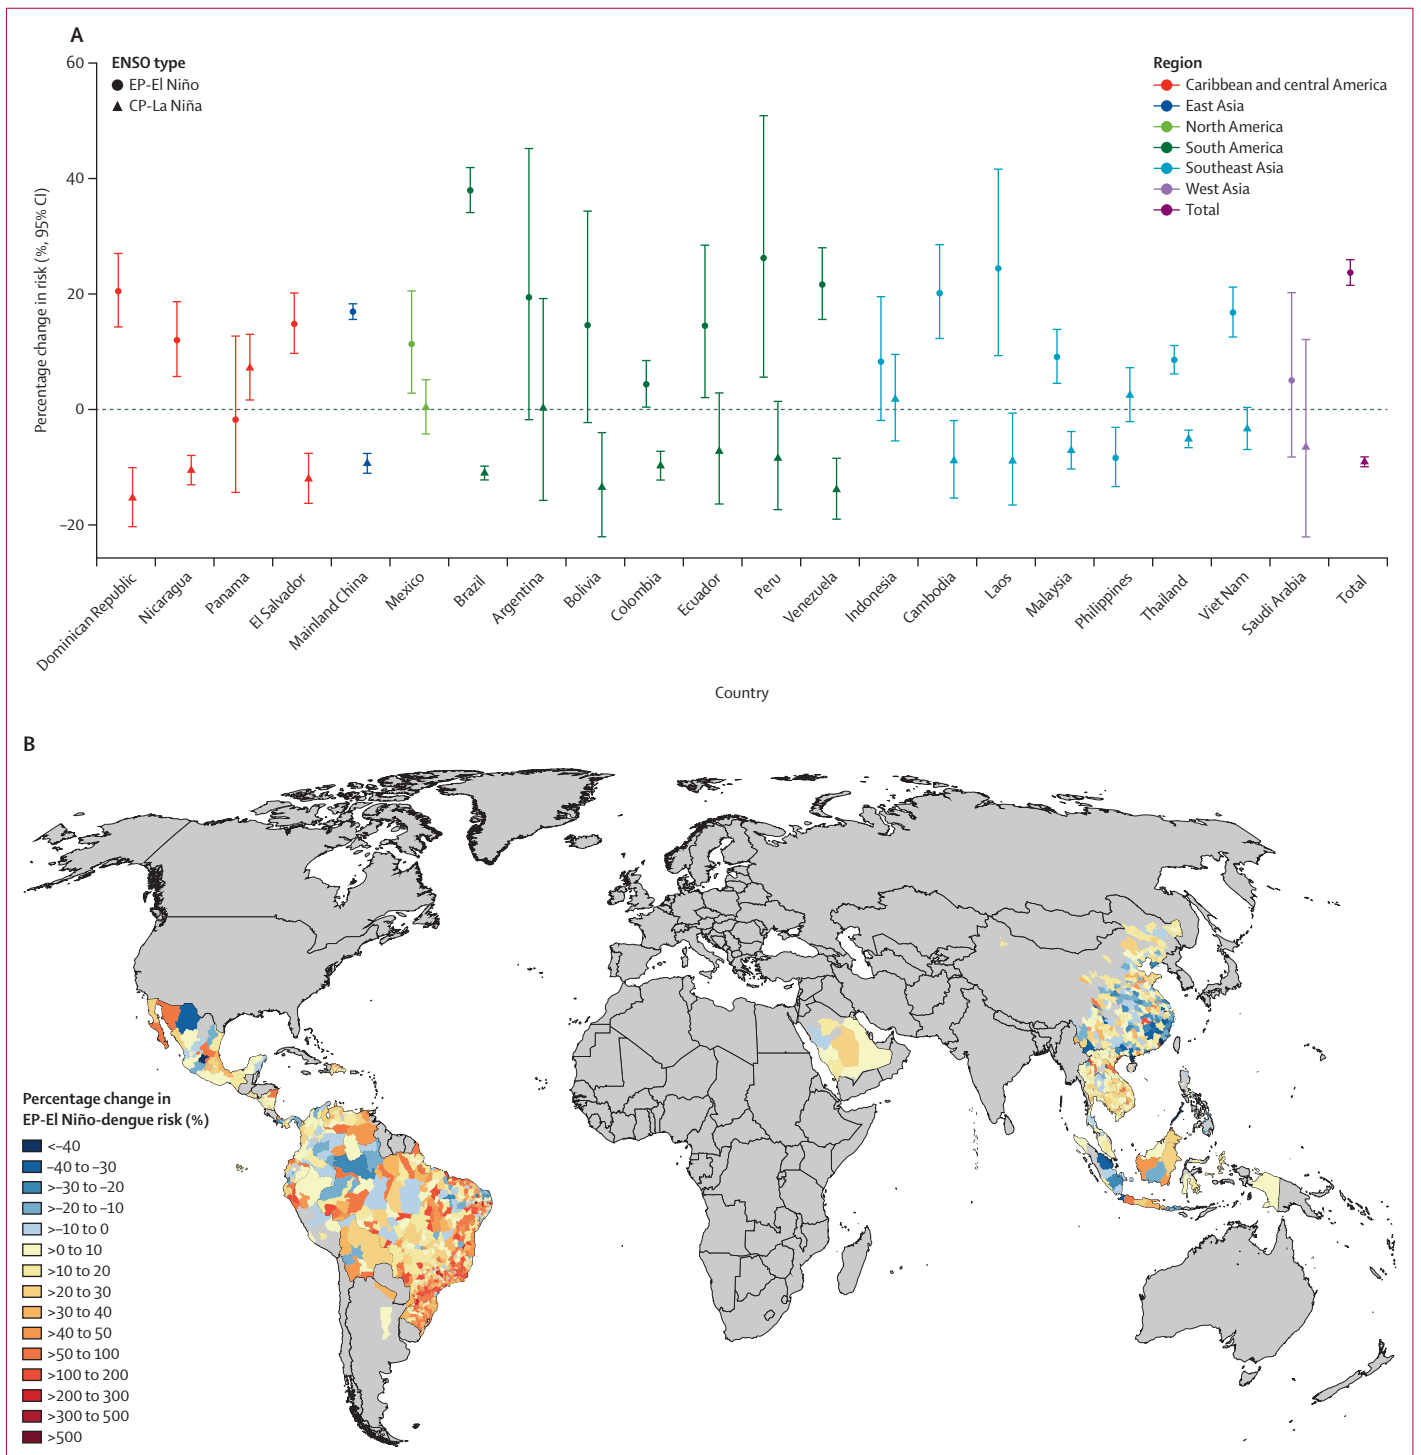 A
ENSO type
EP-El Niño
CP-La Niña
Region
Caribbean and central America
East Asia
North America
South America
Southeast Asia
West Asia
Total
Percentage change in risk (%, 95% CI)
60
40
20
0
–20
Dominican Republic
Nicaragua
Panama
El Salvador
Mainland China
Mexico
Brazil
Argentina
Bolivia
Colombia
Ecuador
Peru
Venezuela
Indonesia
Cambodia
Laos
Malaysia
Philippines
Thailand
Viet Nam
Saudi Arabia
Total
Country
B
Percentage change in
EP-El Niño-dengue risk (%)
<–40
–40 to –30
>–30 to –20
>–20 to –10
>–10 to 0
>0 to 10
>10 to 20
>20 to 30
>30 to 40
>40 to 50
>50 to 100
>100 to 200
>200 to 300
>300 to 500
>500